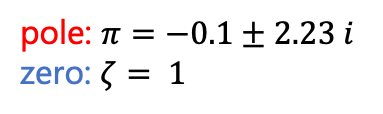 pole: π = −0.1 ± 2.23 i
zero: ζ = 1